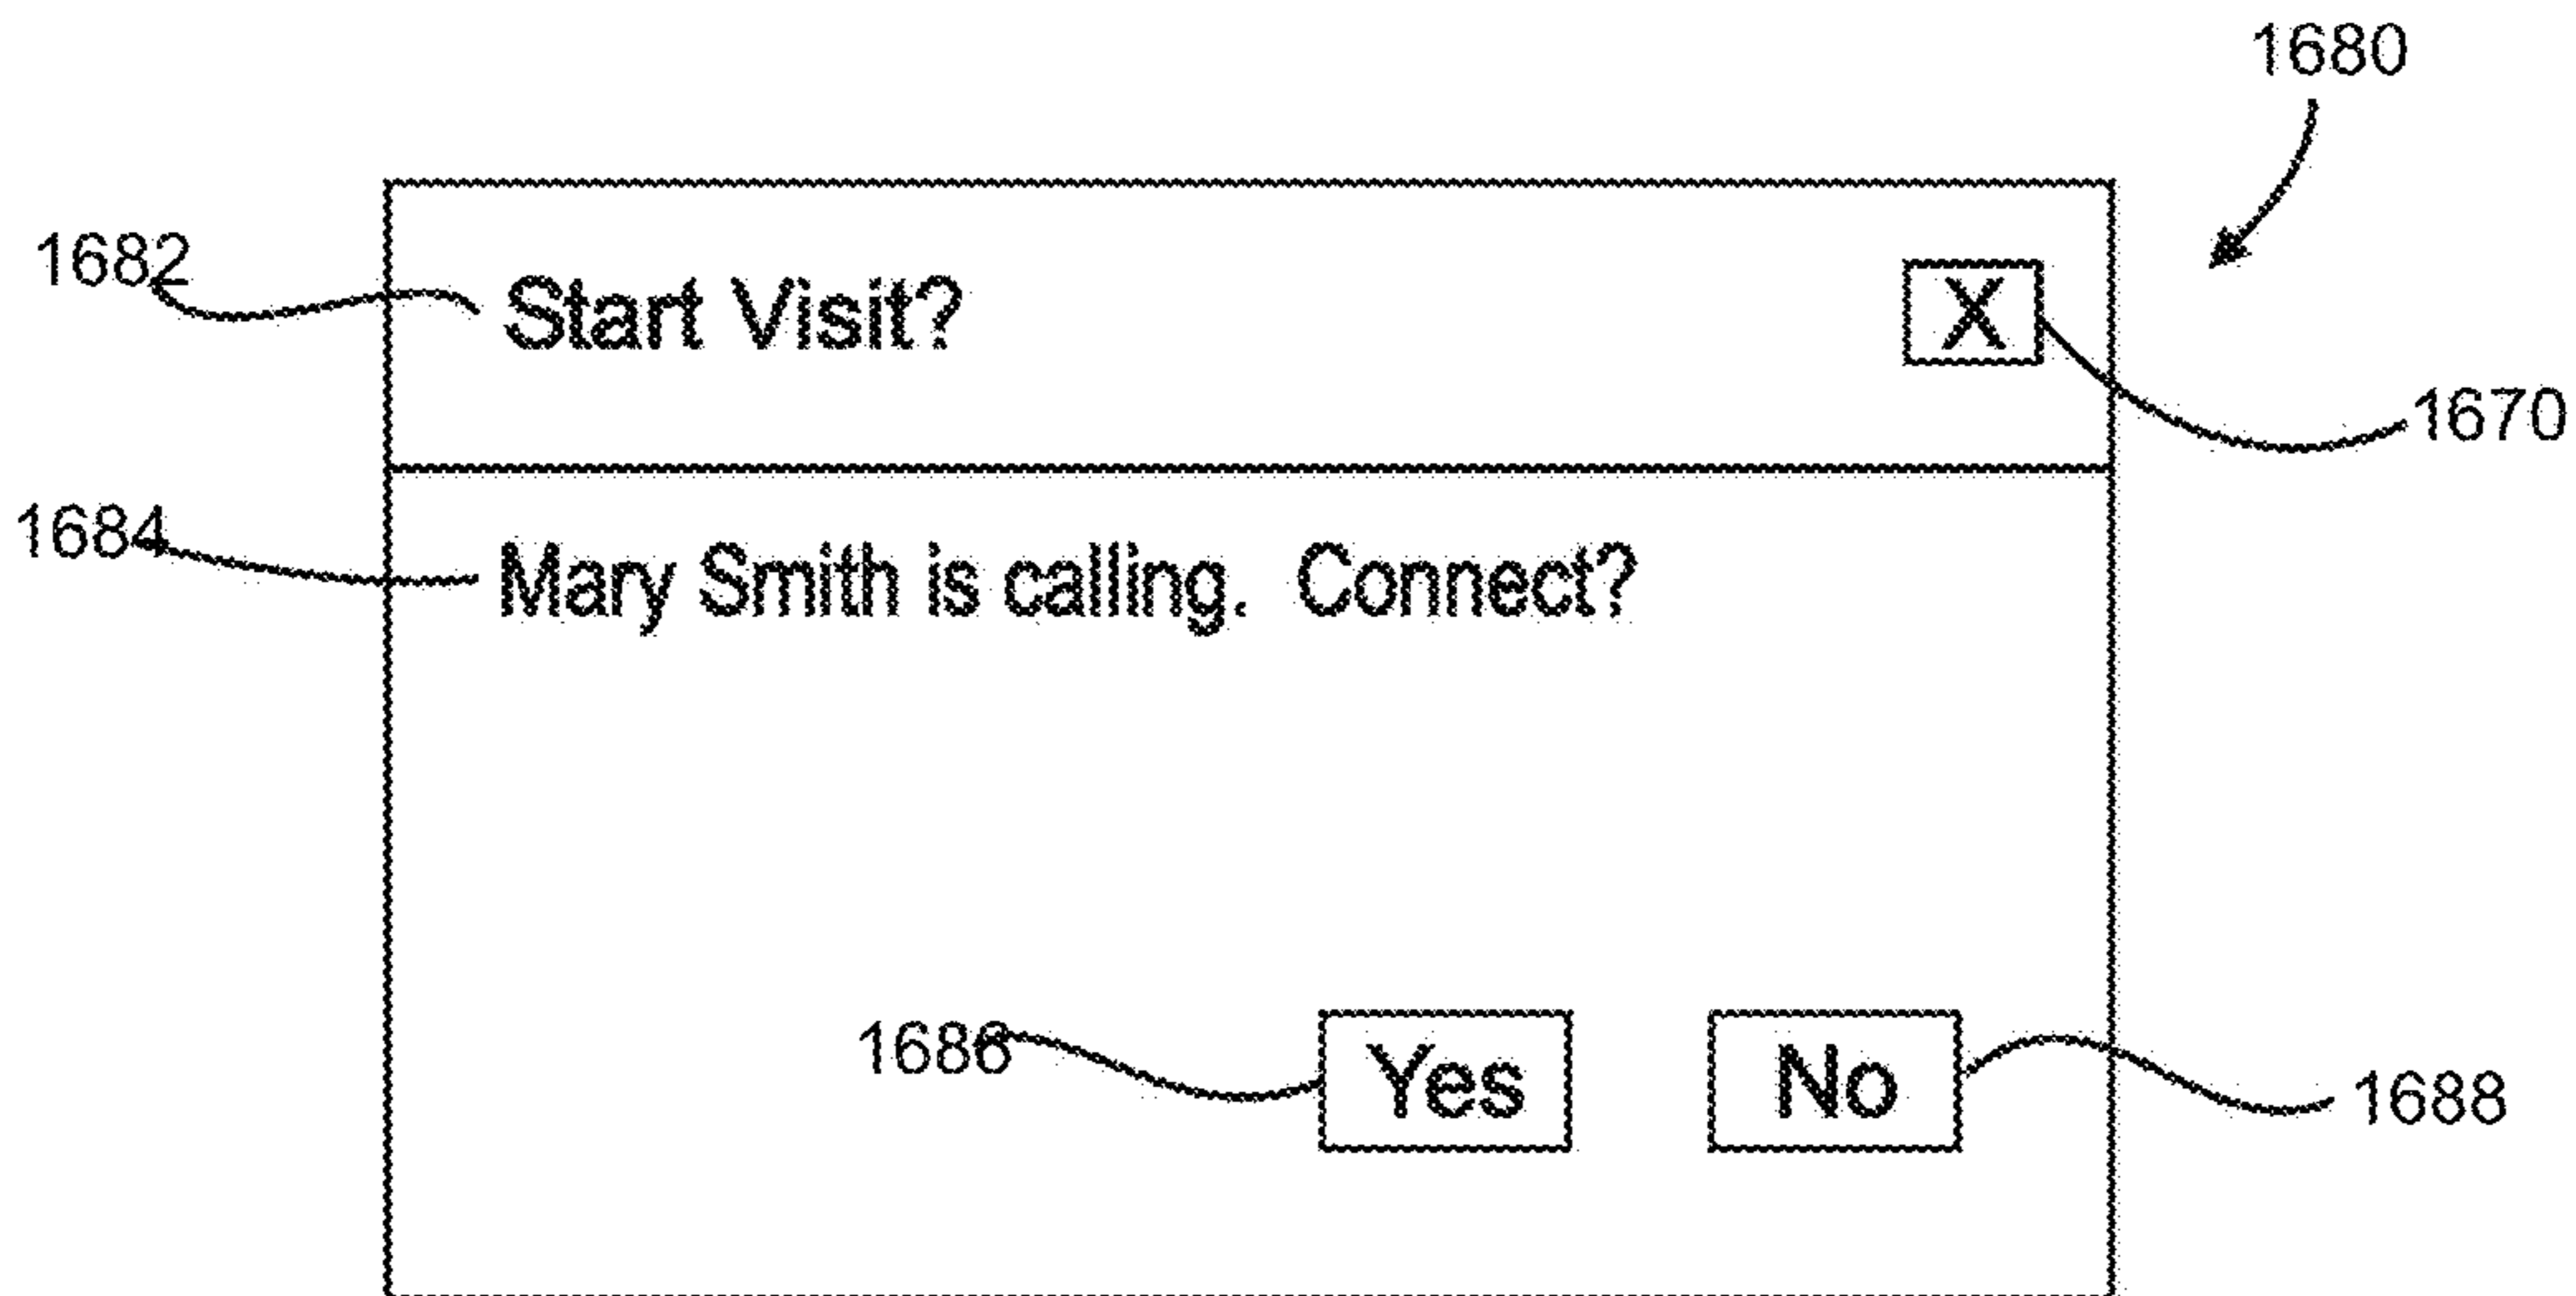 1680
1682 Start Visit? X
1670
1684 Mary Smith is calling.  Connect?
1686 Yes No 1688